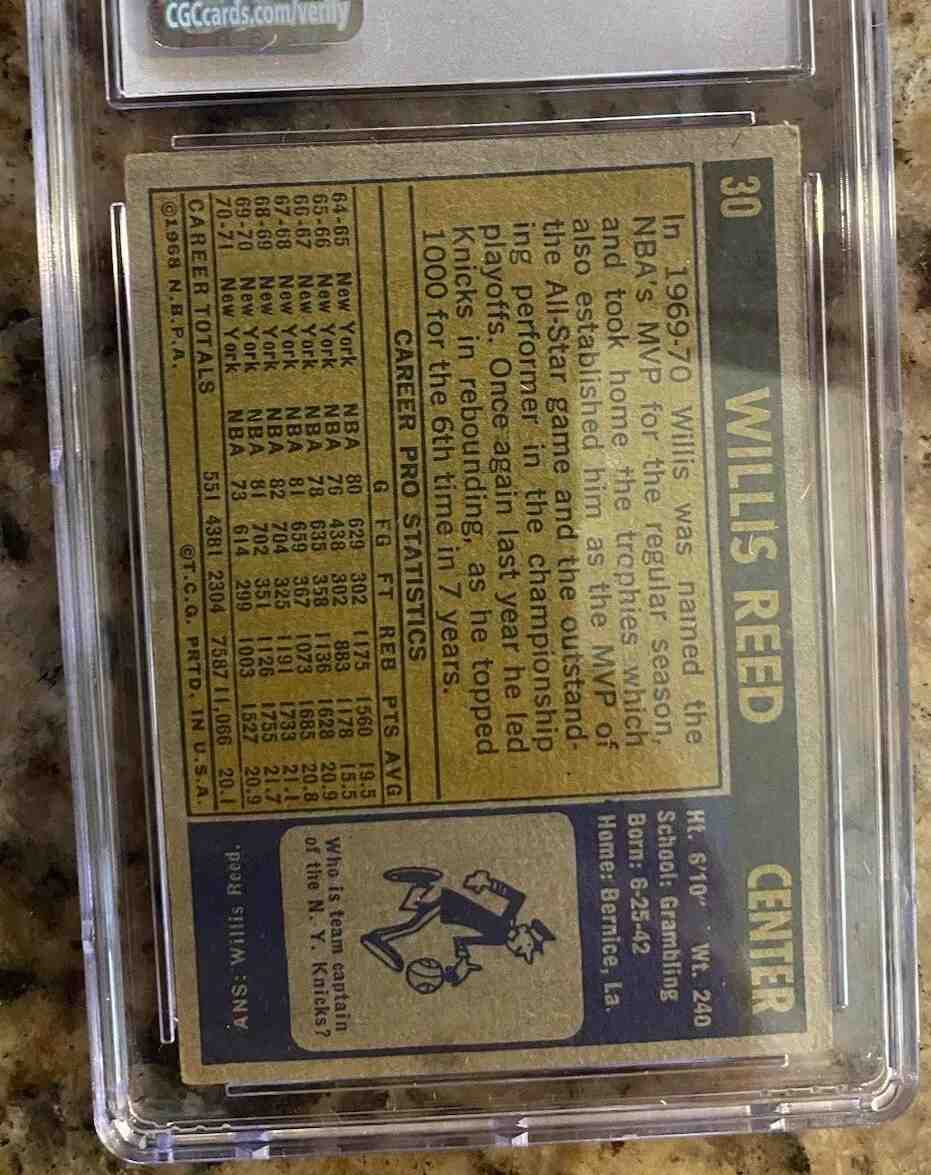 CGCcards.com/verify
30 WILLIS REED CENTER
In 1969-70 Willis was named the
NBA's MVP for the regular season,
and took home the trophies which
also established him as the MVP of
the All-Star game and the outstand-
ing performer in the championship
playoffs. Once again last year he led
Knicks in rebounding, as he topped
1000 for the 6th time in 7 years.
CAREER PRO STATISTICS
G FG FT REB PTS AVG
64-65 New York NBA 80 629 302 1175 1560 19.5
65-66 New York NBA 76 438 302 883 1178 15.5
66-67 New York NBA 78 635 358 1136 1628 20.9
67-68 New York NBA 81 659 367 1073 1685 20.8
68-69 New York NBA 82 704 325 1191 1733 21.1
69-70 New York NBA 81 702 351 1126 1755 21.7
70-71 New York NBA 73 614 299 1003 1527 20.9
CAREER TOTALS 551 4381 2304 7587 11,066 20.1
©1968 N.B.P.A. ©T.C.G. PRTD. IN U.S.A.
Ht. 6'10" Wt. 240
School: Grambling
Born: 6-25-42
Home: Bernice, La.
Who is team captain
of the N. Y. Knicks?
ANS: Willis Reed.